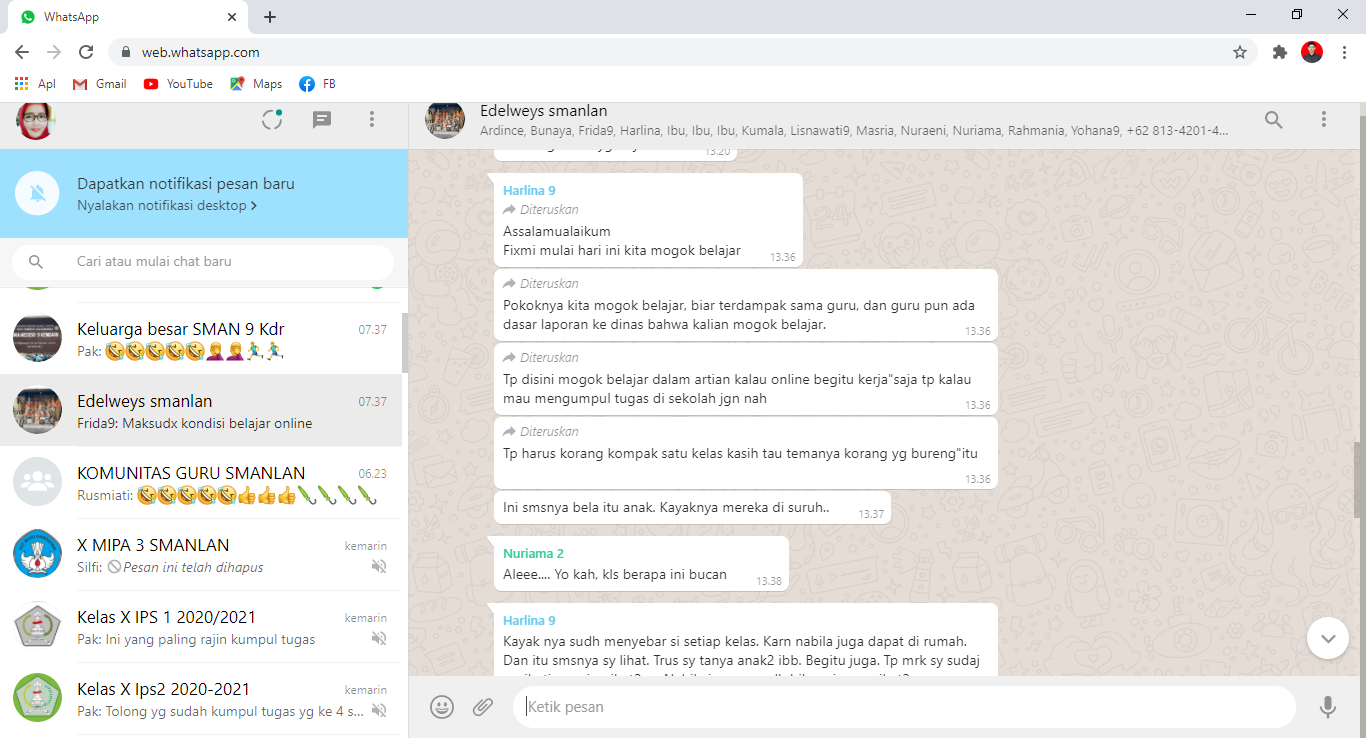 WhatsApp
web.whatsapp.com
Apl Gmail YouTube Maps FB
Dapatkan notifikasi pesan baru
Nyalakan notifikasi desktop
Cari atau mulai chat baru
Keluarga besar SMAN 9 Kdr 07.37
Pak: 🤣🤣🤣🤣🤣🤦‍♀️🤦‍♀️🏃‍♂️🏃‍♂️
Edelweys smanlan 07.37
Frida9: Maksudx kondisi belajar online
KOMUNITAS GURU SMANLAN 06.23
Rusmiati: 🤣🤣🤣🤣🤣👍👍👍
X MIPA 3 SMANLAN kemarin
Silfi: Pesan ini telah dihapus
Kelas X IPS 1 2020/2021 kemarin
Pak: Ini yang paling rajin kumpul tugas
Kelas X Ips2 2020-2021 kemarin
Pak: Tolong yg sudah kumpul tugas yg ke 4 s...
Edelweys smanlan
Ardince, Bunaya, Frida9, Harlina, Ibu, Ibu, Ibu, Kumala, Lisnawati9, Masria, Nuraeni, Nuriama, Rahmania, Yohana9, +62 813-4201-4...
13.20
Harlina 9
Diteruskan
Assalamualaikum
Fixmi mulai hari ini kita mogok belajar 13.36
Diteruskan
Pokoknya kita mogok belajar, biar terdampak sama guru, dan guru pun ada
dasar laporan ke dinas bahwa kalian mogok belajar. 13.36
Diteruskan
Tp disini mogok belajar dalam artian kalau online begitu kerja"saja tp kalau
mau mengumpul tugas di sekolah jgn nah 13.36
Diteruskan
Tp harus korang kompak satu kelas kasih tau temanya korang yg bureng"itu
13.36
Ini smsnya bela itu anak. Kayaknya mereka di suruh.. 13.37
Nuriama 2
Aleee.... Yo kah, kls berapa ini bucan 13.38
Harlina 9
Kayak nya sudh menyebar si setiap kelas. Karn nabila juga dapat di rumah.
Dan itu smsnya sy lihat. Trus sy tanya anak2 ibb. Begitu juga. Tp mrk sy sudaj
Ketik pesan